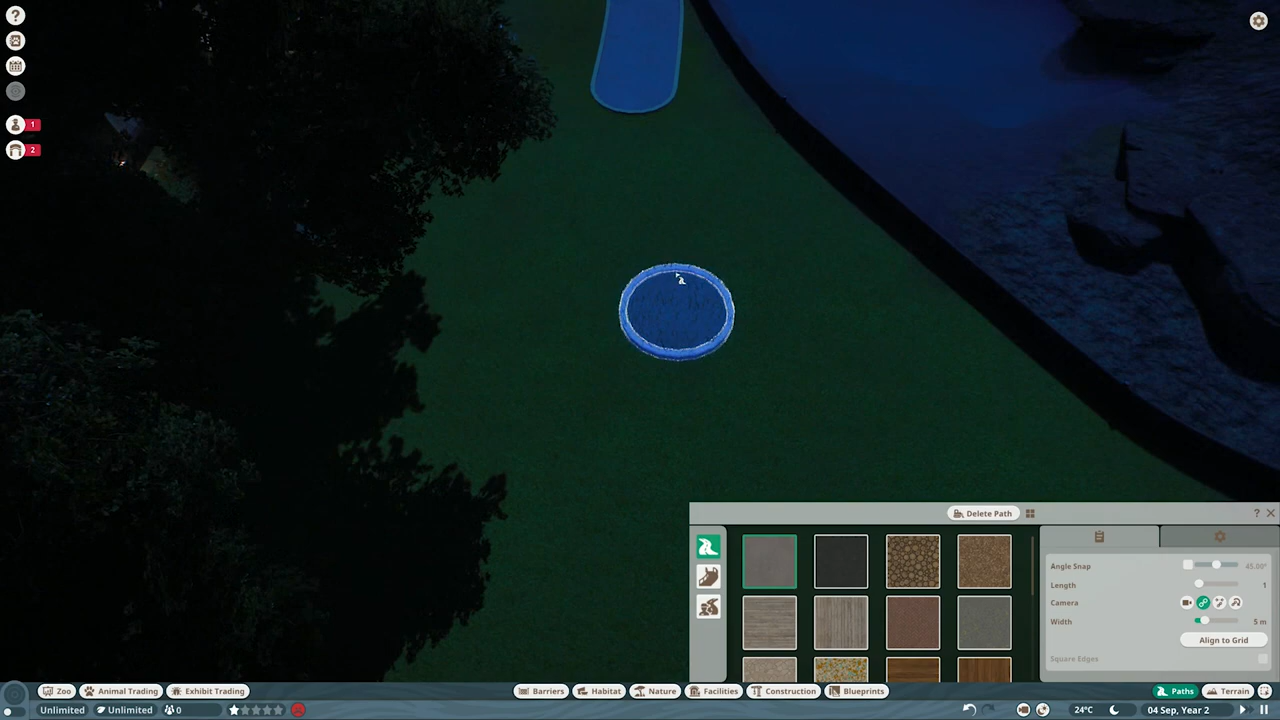 ?
1
2
Delete Path
?
Angle Snap 45.00°
Length 1
Camera
Width 5 m
Align to Grid
Square Edges
Zoo Animal Trading Exhibit Trading Barriers Habitat Nature Facilities Construction Blueprints Paths Terrain
Unlimited Unlimited 0 24°C 04 Sep, Year 2